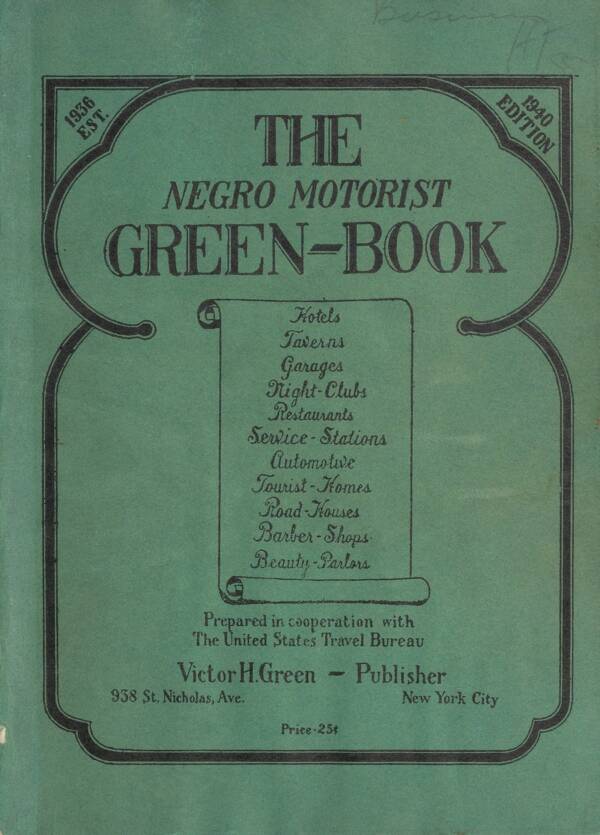 Business
1936
EST.
1940
EDITION
THE
NEGRO MOTORIST
GREEN-BOOK
Hotels
Taverns
Garages
Night-Clubs
Restaurants
Service-Stations
Automotive
Tourist-Homes
Road-Houses
Barber-Shops
Beauty-Parlors
Prepared in cooperation with
The United States Travel Bureau
Victor H. Green — Publisher
938 St. Nicholas, Ave. New York City
Price-25¢